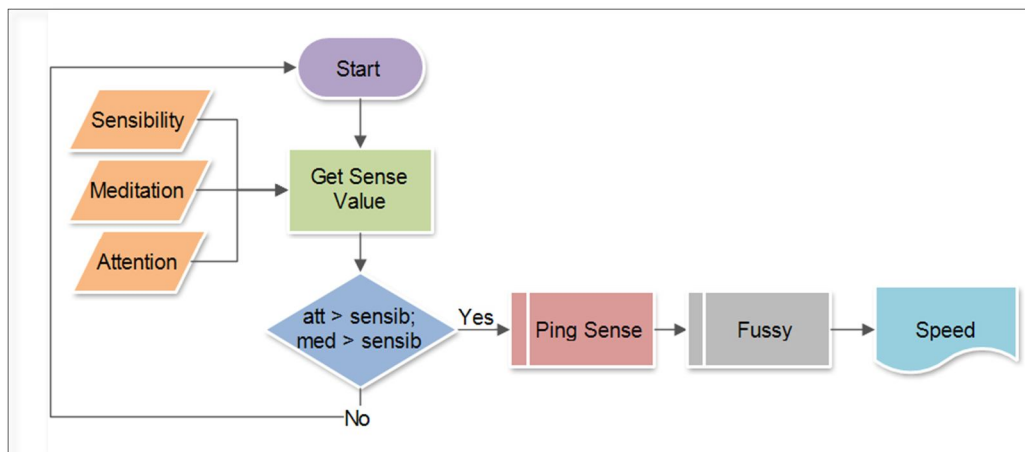 Start
Sensibility
Meditation
Attention
Get Sense
Value
att > sensib;
med > sensib
Yes
No
Ping Sense
Fussy
Speed